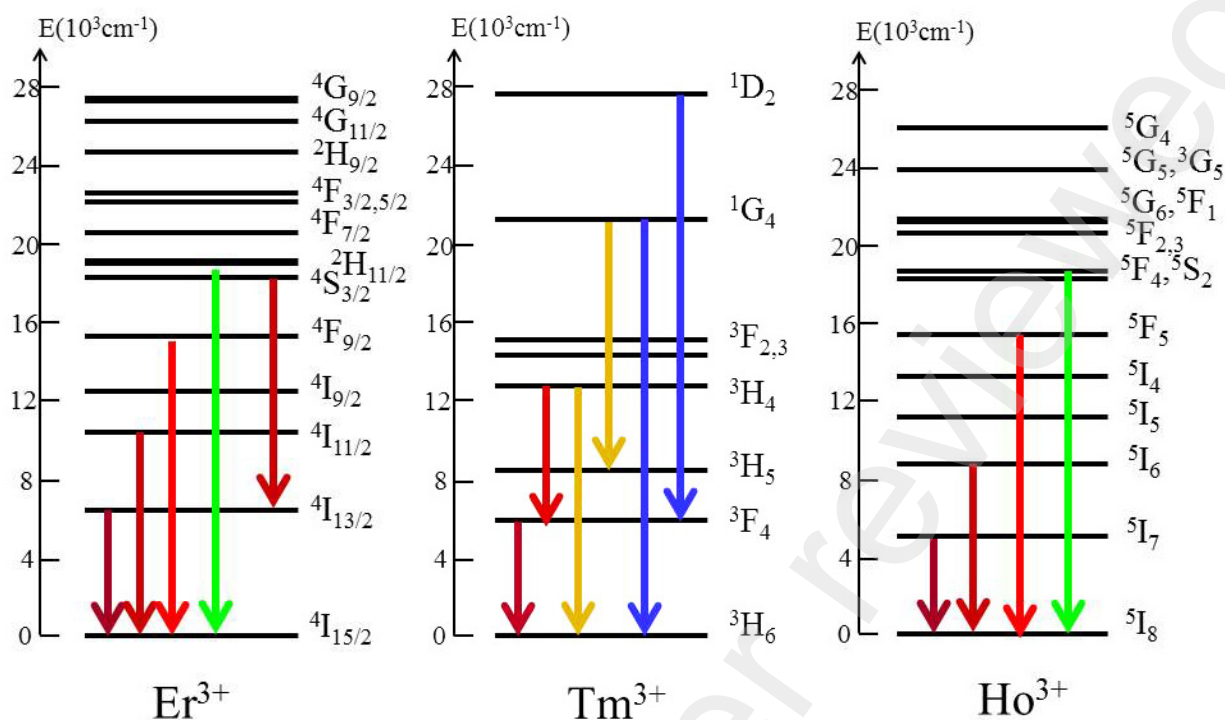 E(10³cm⁻¹)
28
24
20
16
12
8
4
0
⁴G₉/₂
⁴G₁₁/₂
²H₉/₂
⁴F₃/₂,₅/₂
⁴F₇/₂
²H₁₁/₂
⁴S₃/₂
⁴F₉/₂
⁴I₉/₂
⁴I₁₁/₂
⁴I₁₃/₂
⁴I₁₅/₂
Er³⁺
E(10³cm⁻¹)
28
24
20
16
12
8
4
0
¹D₂
¹G₄
³F₂,₃
³H₄
³H₅
³F₄
³H₆
Tm³⁺
E(10³cm⁻¹)
28
24
20
16
12
8
4
0
⁵G₄
⁵G₅,³G₅
⁵G₆,⁵F₁
⁵F₂,₃
⁵F₄,⁵S₂
⁵F₅
⁵I₄
⁵I₅
⁵I₆
⁵I₇
⁵I₈
Ho³⁺
er reviewed